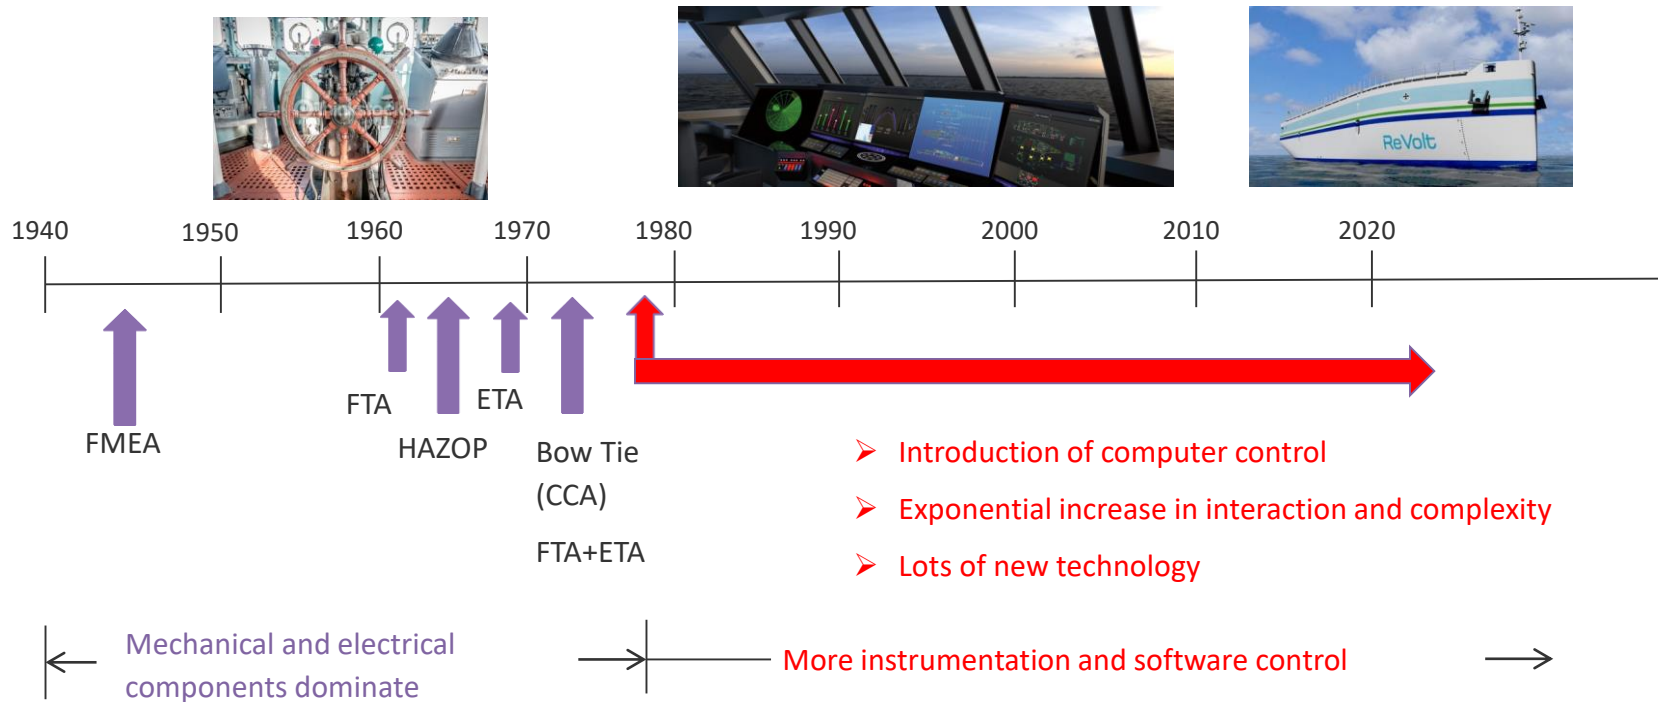 ReVolt
1940
1950
1960
1970
1980
1990
2000
2010
2020
FMEA
FTA
HAZOP
ETA
Bow Tie
(CCA)
FTA+ETA
➢ Introduction of computer control
➢ Exponential increase in interaction and complexity
➢ Lots of new technology
Mechanical and electrical
components dominate
More instrumentation and software control